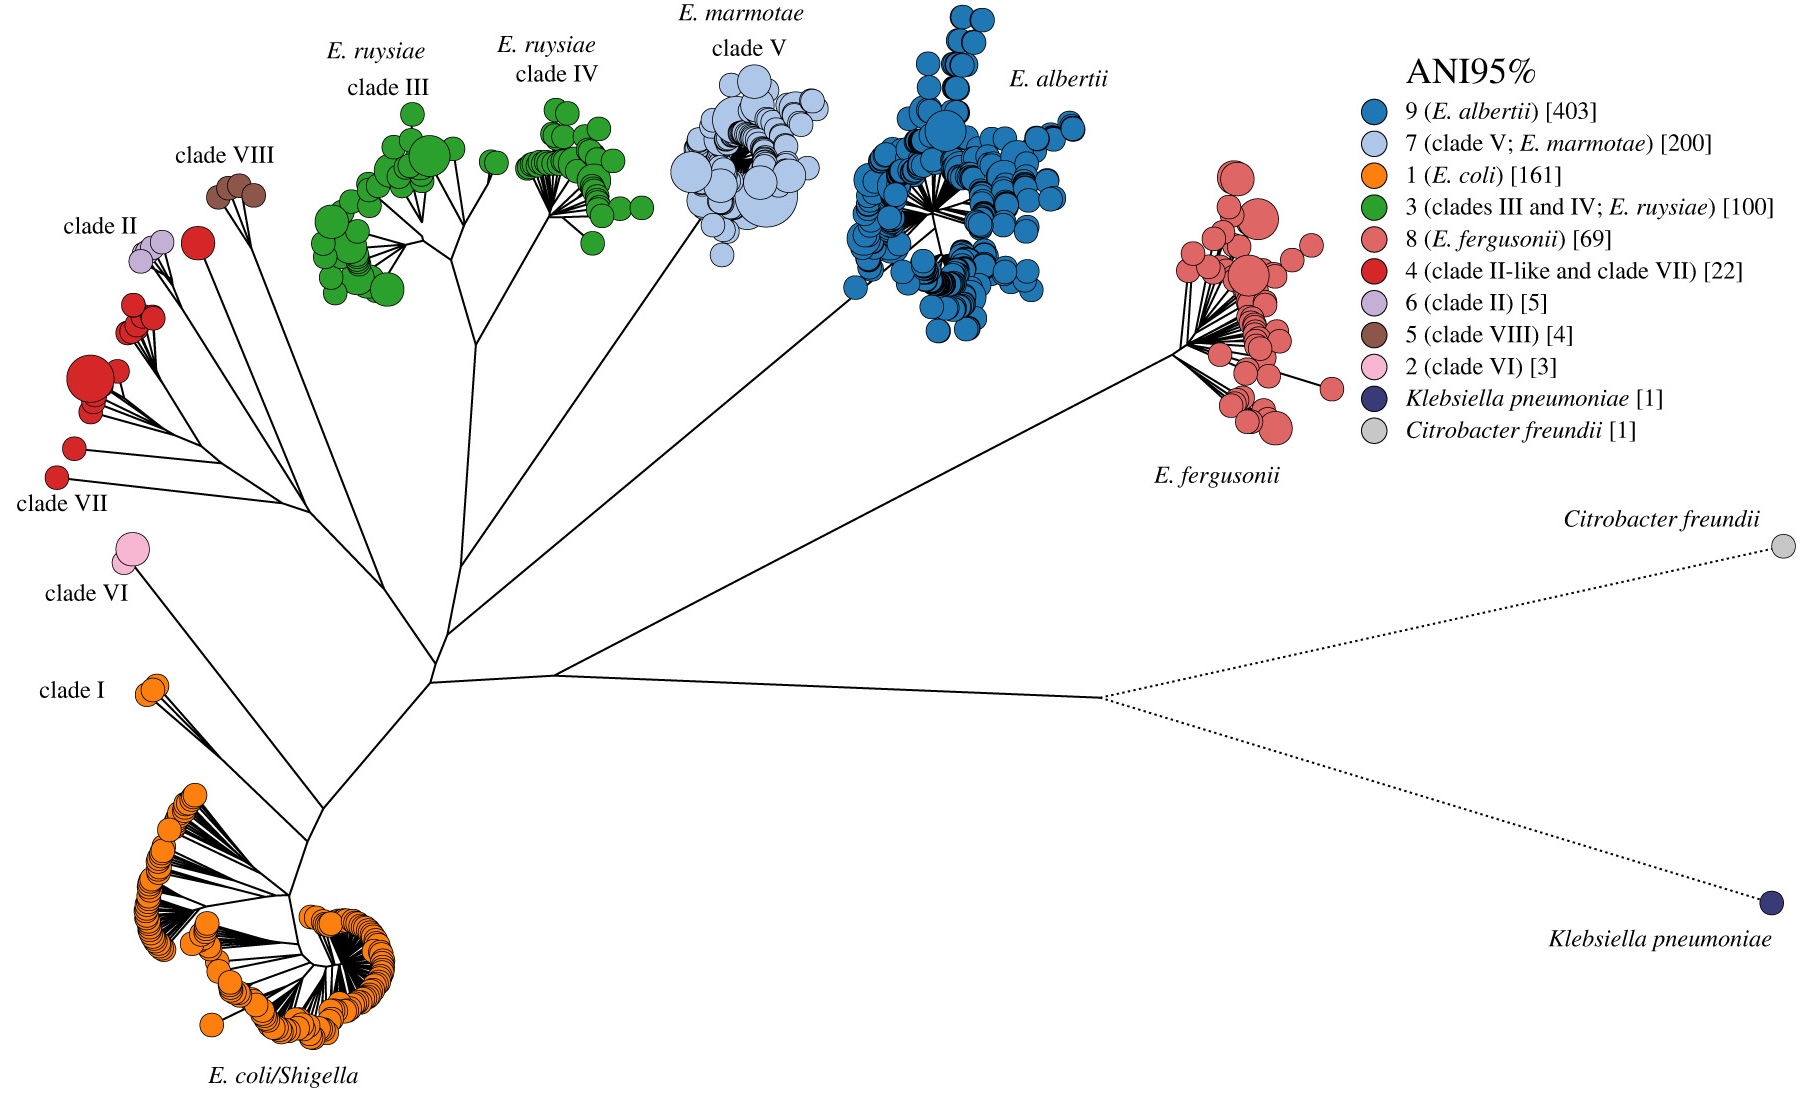 E. marmotae
clade V
E. ruysiae
clade III
E. ruysiae
clade IV
E. albertii
clade VIII
clade II
clade VII
clade VI
clade I
E. coli/Shigella
E. fergusonii
Citrobacter freundii
Klebsiella pneumoniae
ANI95%
9 (E. albertii) [403]
7 (clade V; E. marmotae) [200]
1 (E. coli) [161]
3 (clades III and IV; E. ruysiae) [100]
8 (E. fergusonii) [69]
4 (clade II-like and clade VII) [22]
6 (clade II) [5]
5 (clade VIII) [4]
2 (clade VI) [3]
Klebsiella pneumoniae [1]
Citrobacter freundii [1]